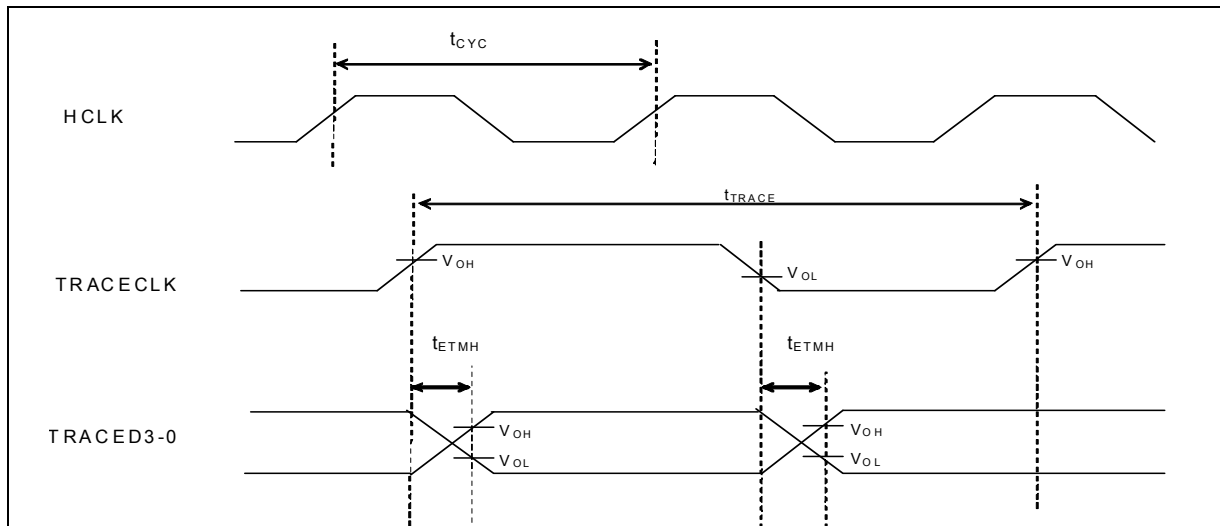 tCYC
HCLK
tTRACE
VOH
VOL
VOH
TRACECLK
tETMH
tETMH
TRACED3-0
VOH
VOL
VOH
VOL